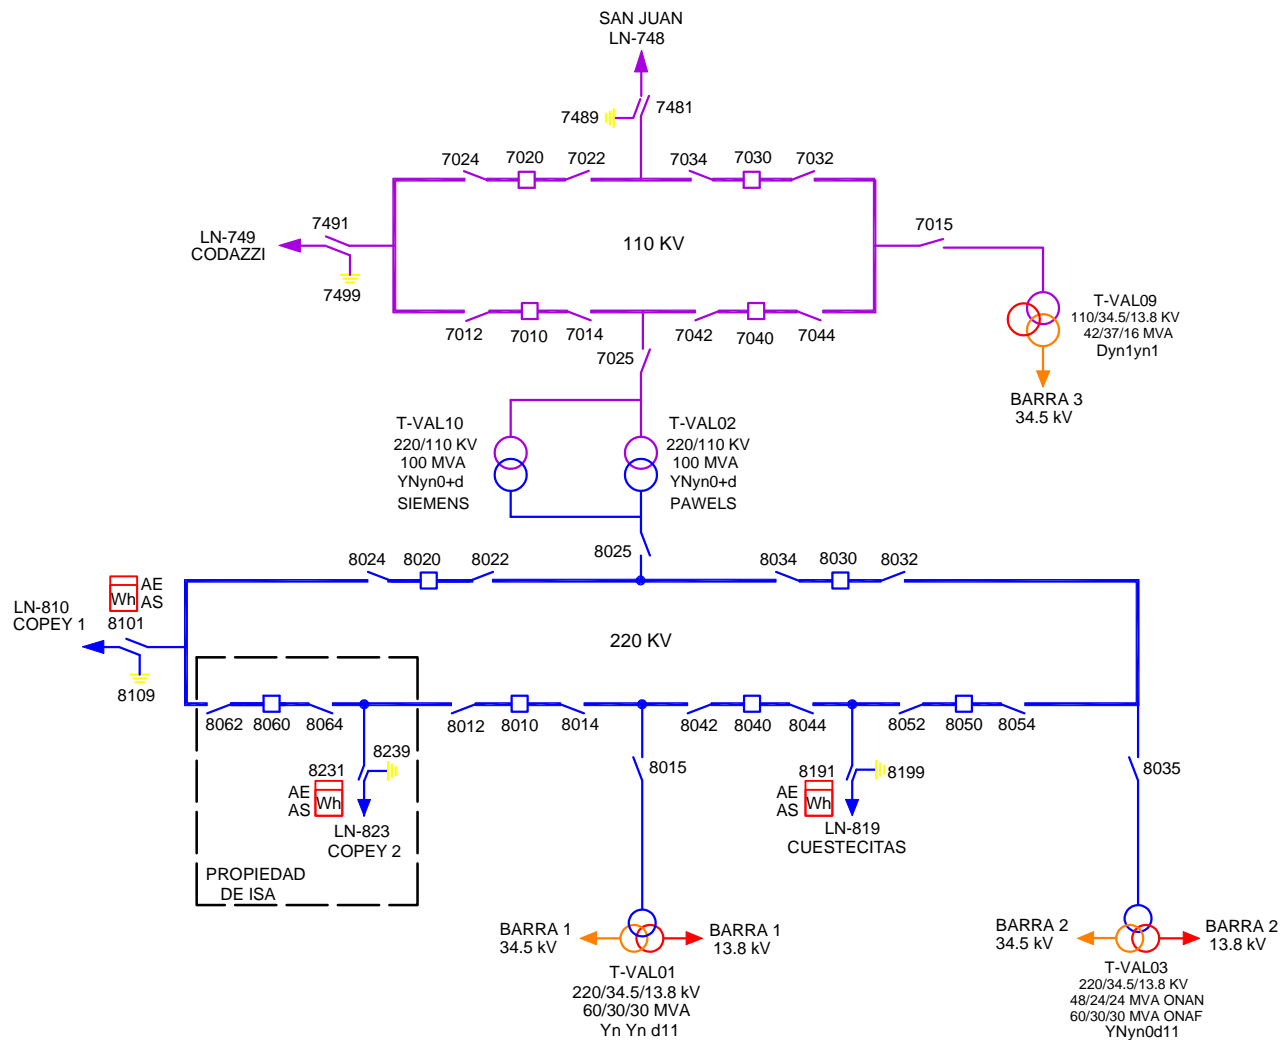 SAN JUAN
LN-748
7481
7489
7024
7020
7022
7034
7030
7032
7491
LN-749
CODAZZI
7499
110 KV
7015
7012
7010
7014
7042
7040
7044
7025
T-VAL09
110/34.5/13.8 KV
42/37/16 MVA
Dyn1yn1
BARRA 3
34.5 kV
T-VAL10
220/110 KV
100 MVA
YNyn0+d
SIEMENS
T-VAL02
220/110 KV
100 MVA
YNyn0+d
PAWELS
8025
8024
8020
8022
8034
8030
8032
AE
AS
Wh
8101
LN-810
COPEY 1
8109
220 KV
8062
8060
8064
8012
8010
8014
8042
8040
8044
8052
8050
8054
8239
8231
AE
AS
Wh
LN-823
COPEY 2
PROPIEDAD
DE ISA
8015
8191
8199
AE
AS
Wh
LN-819
CUESTECITAS
8035
BARRA 1
34.5 kV
BARRA 1
13.8 kV
T-VAL01
220/34.5/13.8 kV
60/30/30 MVA
Yn Yn d11
BARRA 2
34.5 kV
BARRA 2
13.8 kV
T-VAL03
220/34.5/13.8 KV
48/24/24 MVA ONAN
60/30/30 MVA ONAF
YNyn0d11